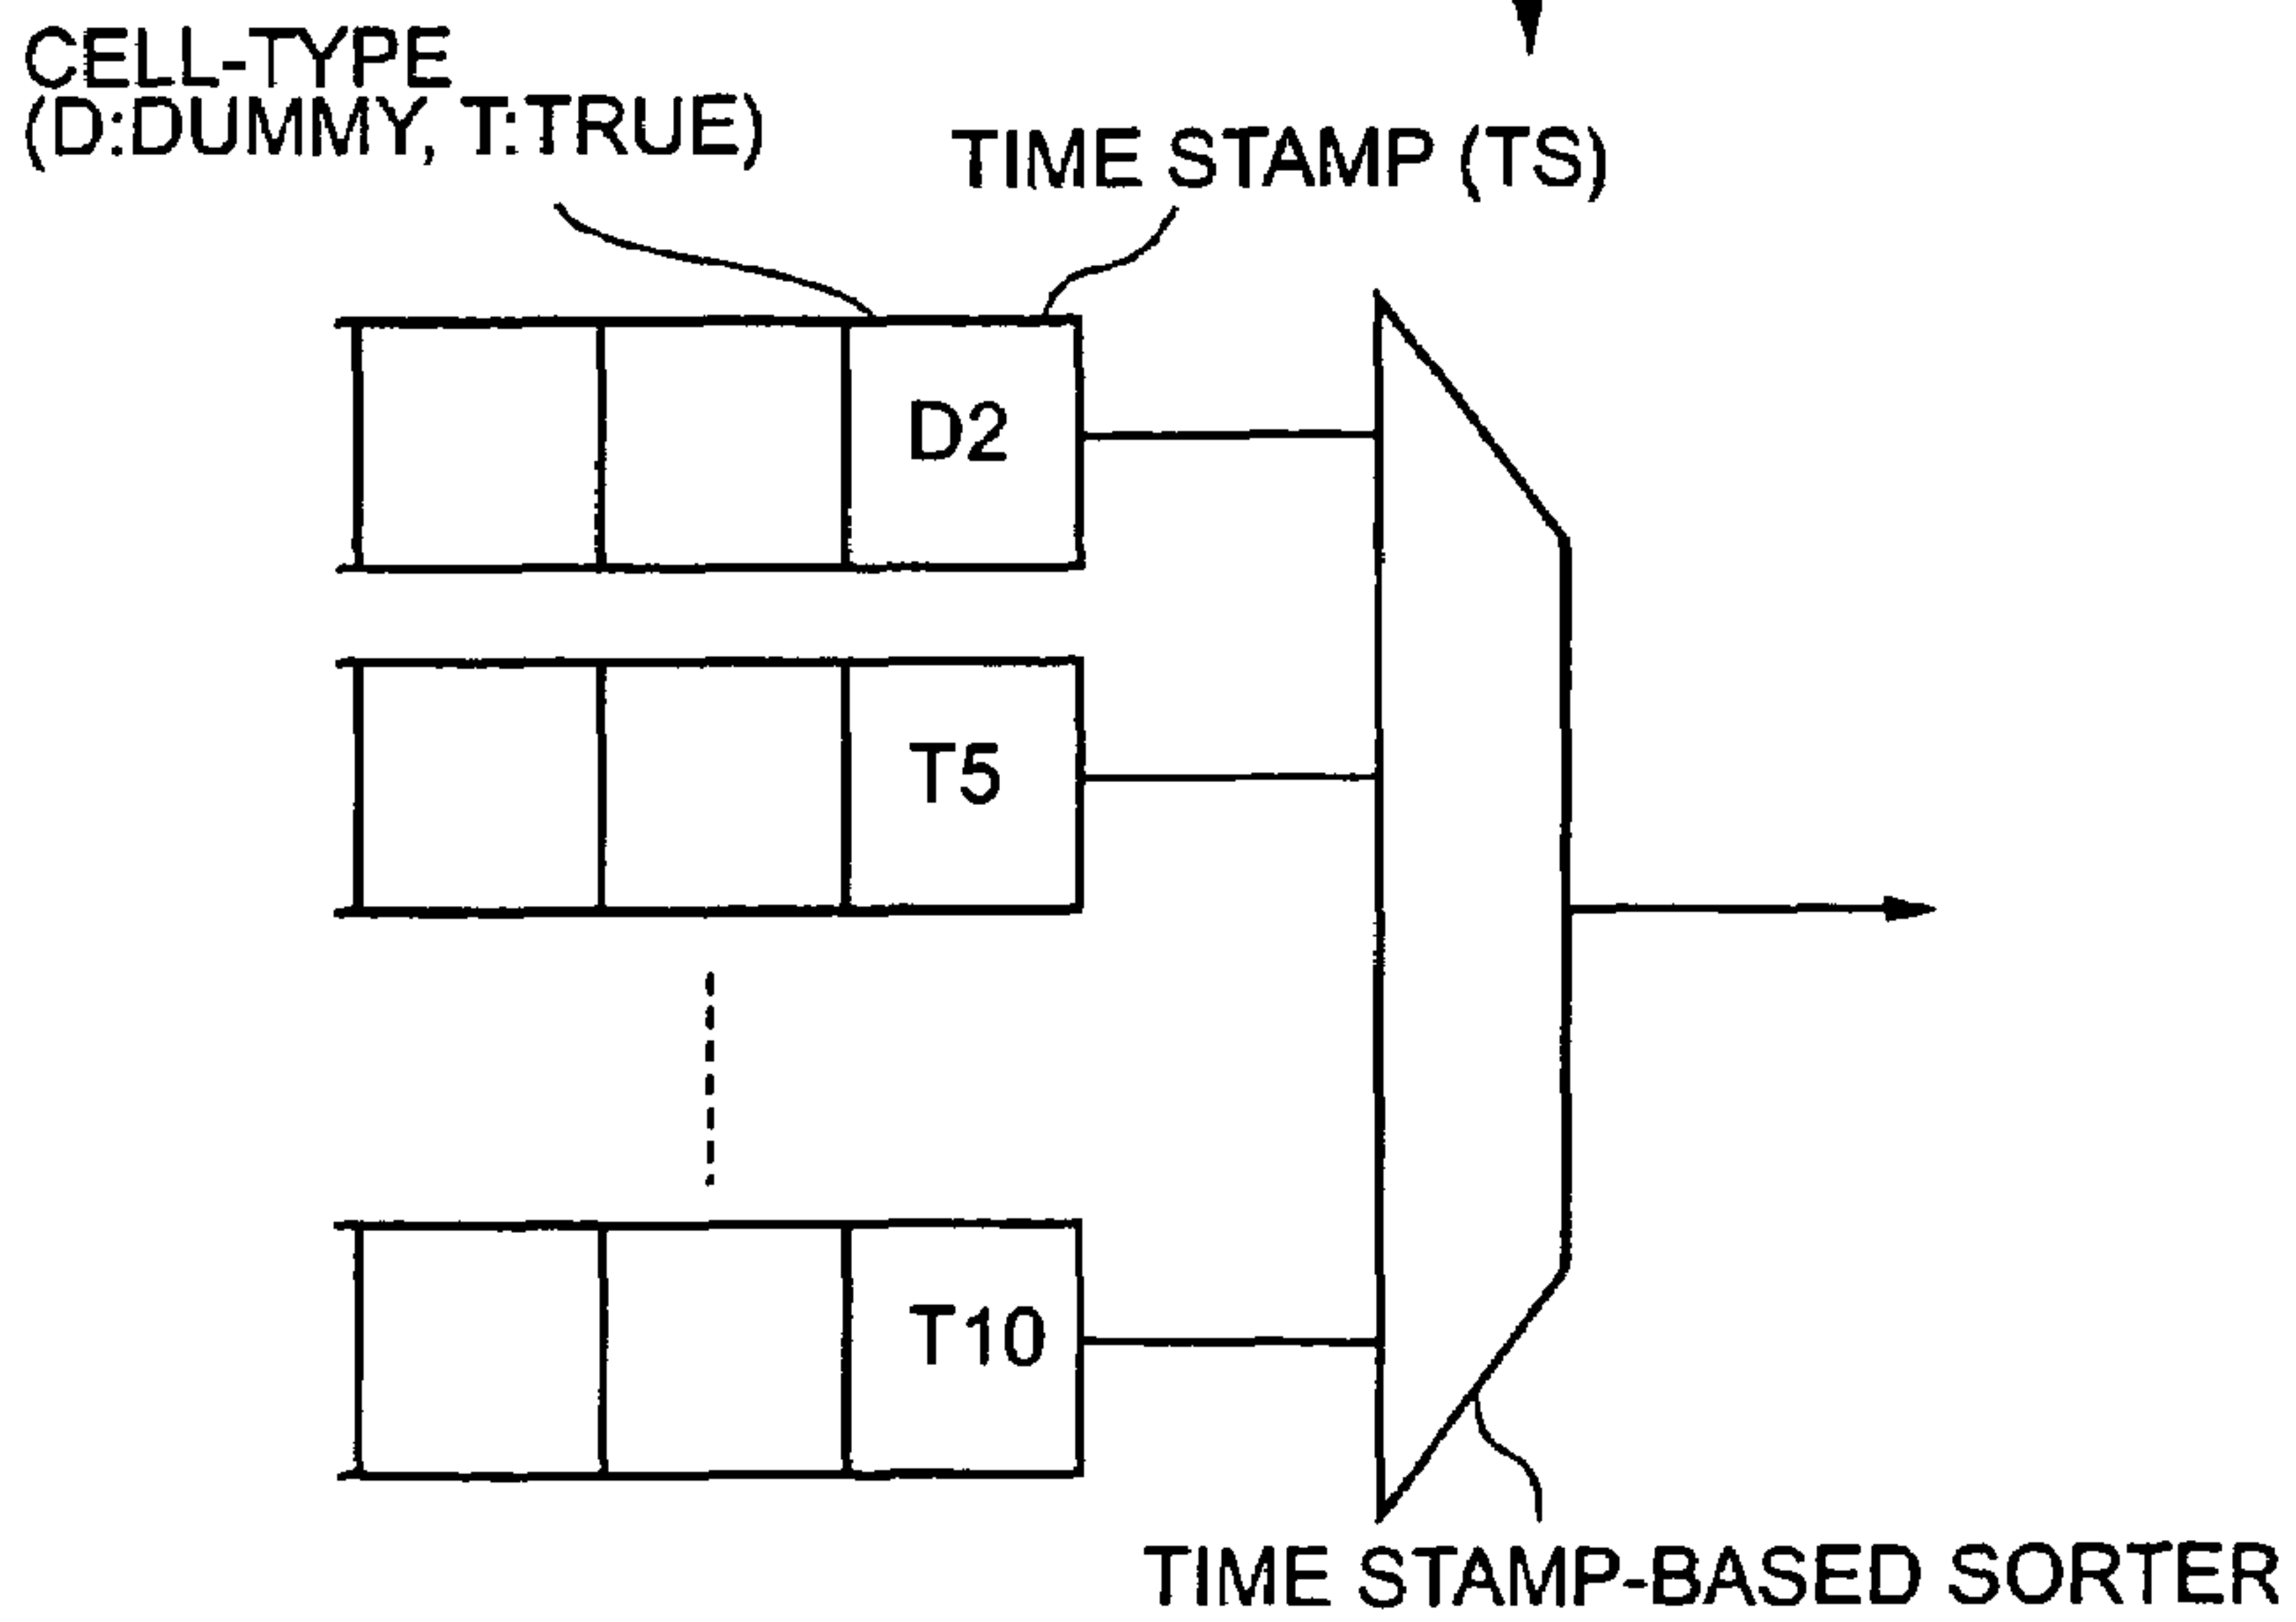 CELL-TYPE
(D:DUMMY, T:TRUE)
TIME STAMP (TS)
D2
T5
T10
TIME STAMP-BASED SORTER